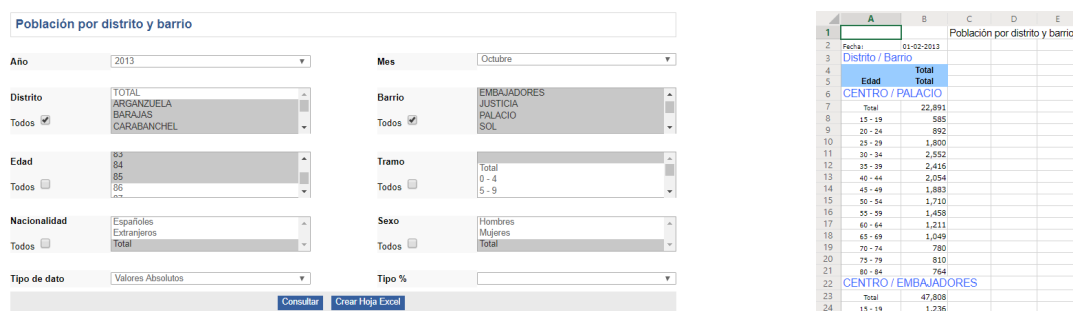 Población por distrito y barrio
Año 2013 Mes Octubre
Distrito TOTAL ARGANZUELA BARAJAS CARABANCHEL Todos
Barrio EMBAJADORES JUSTICIA PALACIO SOL Todos
Edad 83 84 85 86 87 Todos
Tramo Total 0 - 4 5 - 9 Todos
Nacionalidad Españoles Extranjeros Total Todos
Sexo Hombres Mujeres Total Todos
Tipo de dato Valores Absolutos Tipo %
Consultar Crear Hoja Excel
A B C D E
1 Población por distrito y barrio
2 Fecha: 01-02-2013
3 Distrito / Barrio
4 Total
5 Edad Total
6 CENTRO / PALACIO
7 Total 22,891
8 15 - 19 585
9 20 - 24 892
10 25 - 29 1,800
11 30 - 34 2,552
12 35 - 39 2,416
13 40 - 44 2,054
14 45 - 49 1,883
15 50 - 54 1,710
16 55 - 59 1,458
17 60 - 64 1,211
18 65 - 69 1,049
19 70 - 74 780
20 75 - 79 810
21 80 - 84 764
22 CENTRO / EMBAJADORES
23 Total 47,808
24 15 - 19 1,236